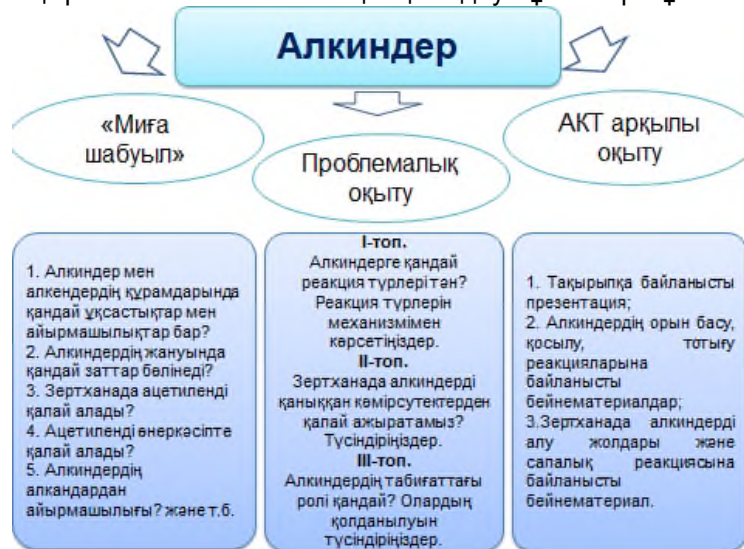 Алкиндер
«Миға
шабуыл»
Проблемалық
оқыту
АКТ арқылы
оқыту
1. Алкиндер мен
алкендердің құрамдарында
қандай ұқсастықтар мен
айырмашылықтар бар?
2. Алкиндердің жануында
қандай заттар бөлінеді?
3. Зертханада ацетиленді
қалай алады?
4. Ацетиленді өнеркәсіпте
қалай алады?
5. Алкиндердің
алкандардан
айырмашылығы? және т.б.
I-топ.
Алкиндерге қандай
реакция түрлері тән?
Реакция түрлерін
механизмімен
көрсетіңіздер.
II-топ.
Зертханада алкиндерді
қаныққан көмірсутектерден
қалай ажыратамыз?
Түсіндіріңіздер.
III-топ.
Алкиндердің табиғаттағы
ролі қандай? Олардың
қолданылуын
түсіндіріңіздер.
1. Тақырыпқа байланысты
презентация;
2. Алкиндердің орын басу,
қосылу, тотығу
реакцияларына
байланысты
бейнематериалдар;
3.Зертханада алкиндерді
алу жолдары және
сапалық реакциясына
байланысты
бейнематериал.